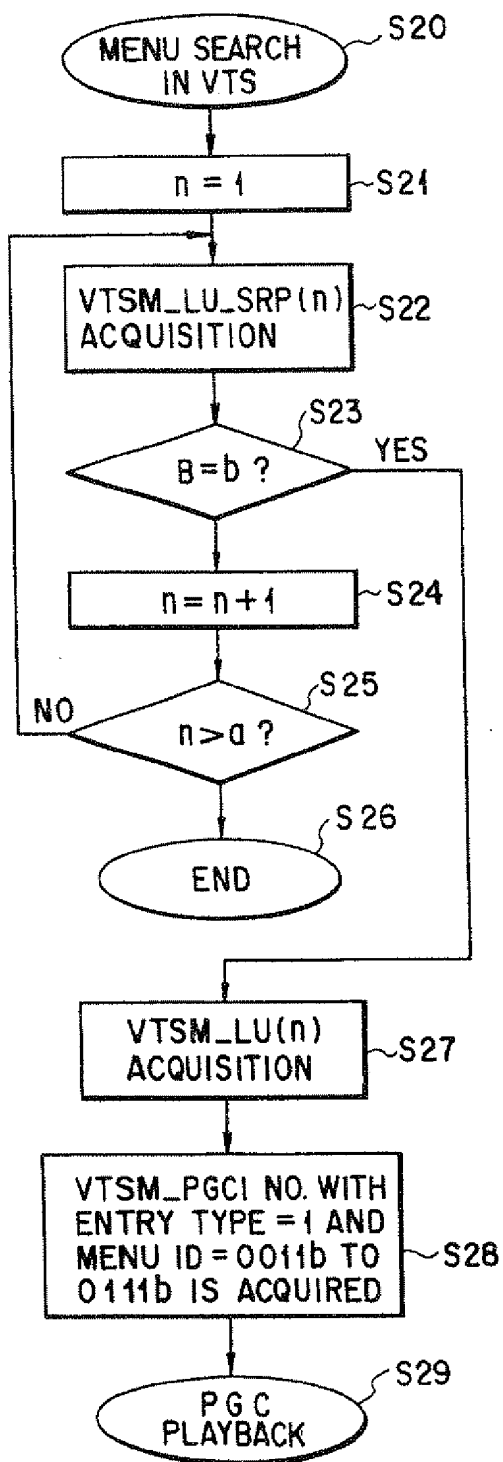 MENU SEARCH
IN VTS
S20
n = 1
S21
VTSM_LU_SRP(n)
ACQUISITION
S22
S23
B=b ?
YES
n = n+1
S24
S25
NO
n>a ?
S26
END
VTSM_LU(n)
ACQUISITION
S27
VTSM_PGCI NO. WITH
ENTRY TYPE =1 AND
MENU ID = 0011b TO
0111b IS ACQUIRED
S28
S29
PGC
PLAYBACK